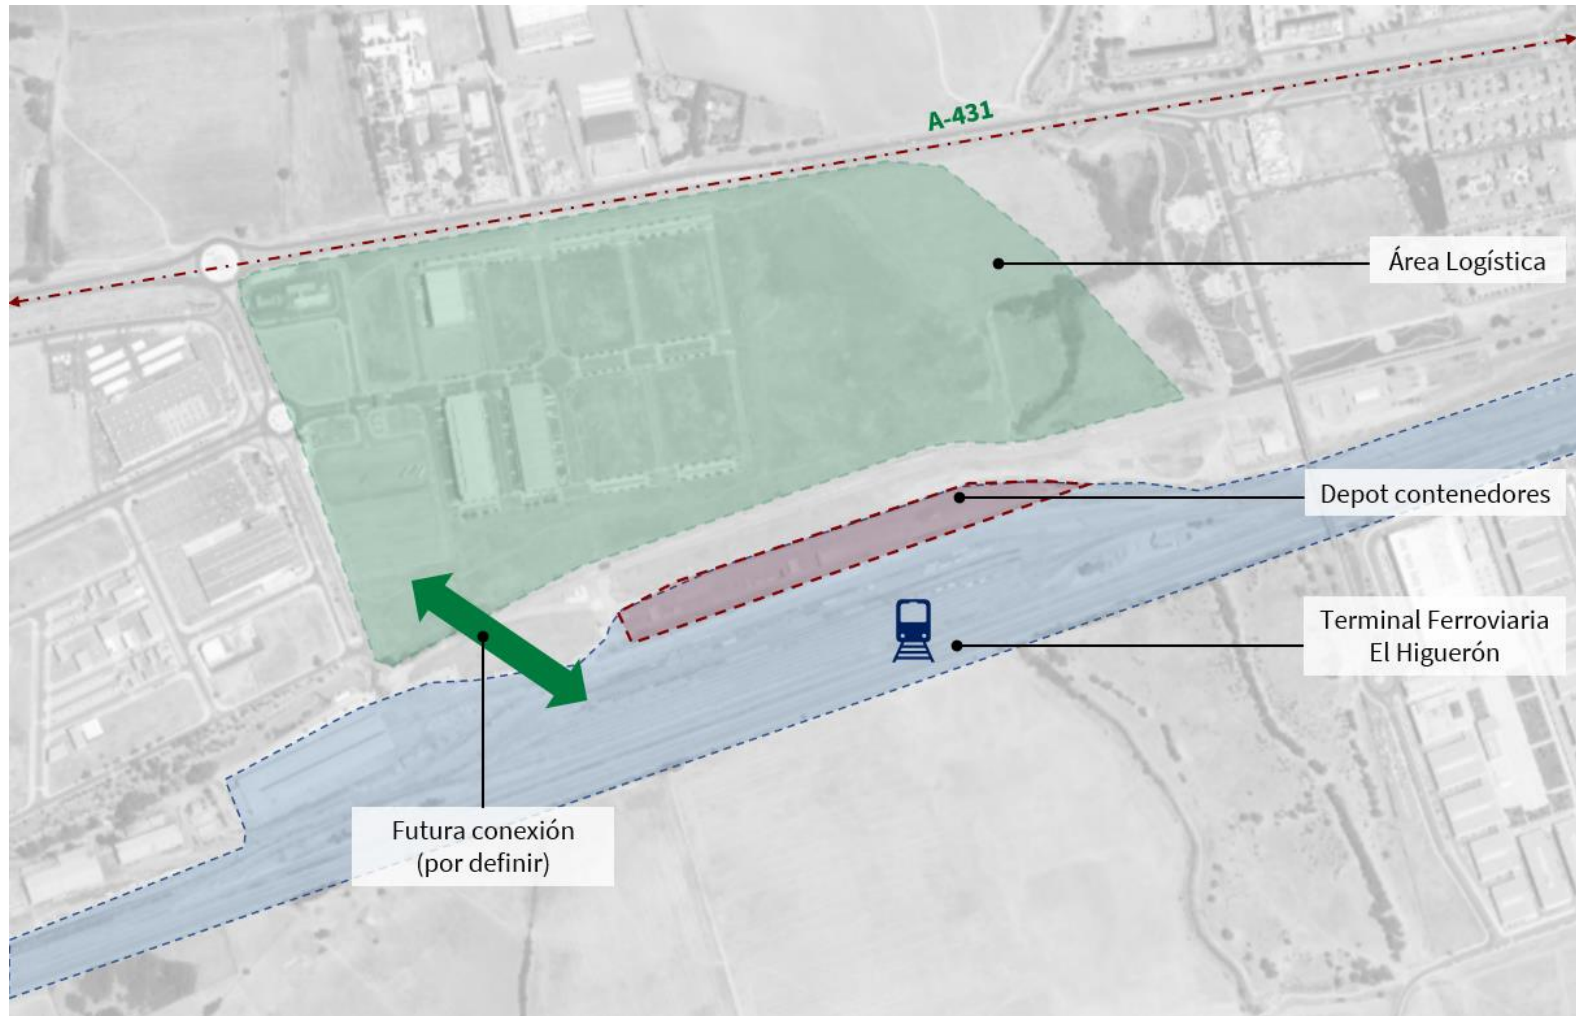 A-431
Área Logística
Depot contenedores
Terminal Ferroviaria
El Higuerón
Futura conexión
(por definir)